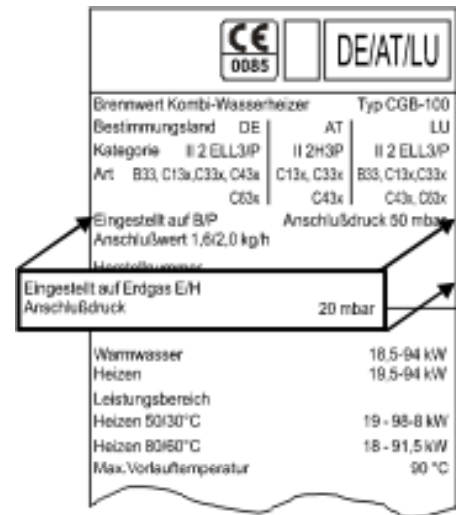 CE
0085
DE/AT/LU
Brennwert Kombi-Wasserheizer Typ CGB-100
Bestimmungsland DE AT LU
Kategorie II 2 ELL3/P II 2H3P II 2 ELL3/P
Art B33, C13x,C33x, C43x C13x, C33x B33, C13x,C33x
C63x C43x C43x, C63x
Eingestellt auf B/P Anschlußdruck 50 mbar
Anschlußwert 1,6/2,0 kg/h
Herstellnummer
Eingestellt auf Erdgas E/H
Anschlußdruck 20 mbar
Warmwasser 18,5-94 kW
Heizen 19,5-94 kW
Leistungsbereich
Heizen 50/30°C 19 - 98-8 kW
Heizen 80/60°C 18 - 91,5 kW
Max.Vorlauftemperatur 90 °C